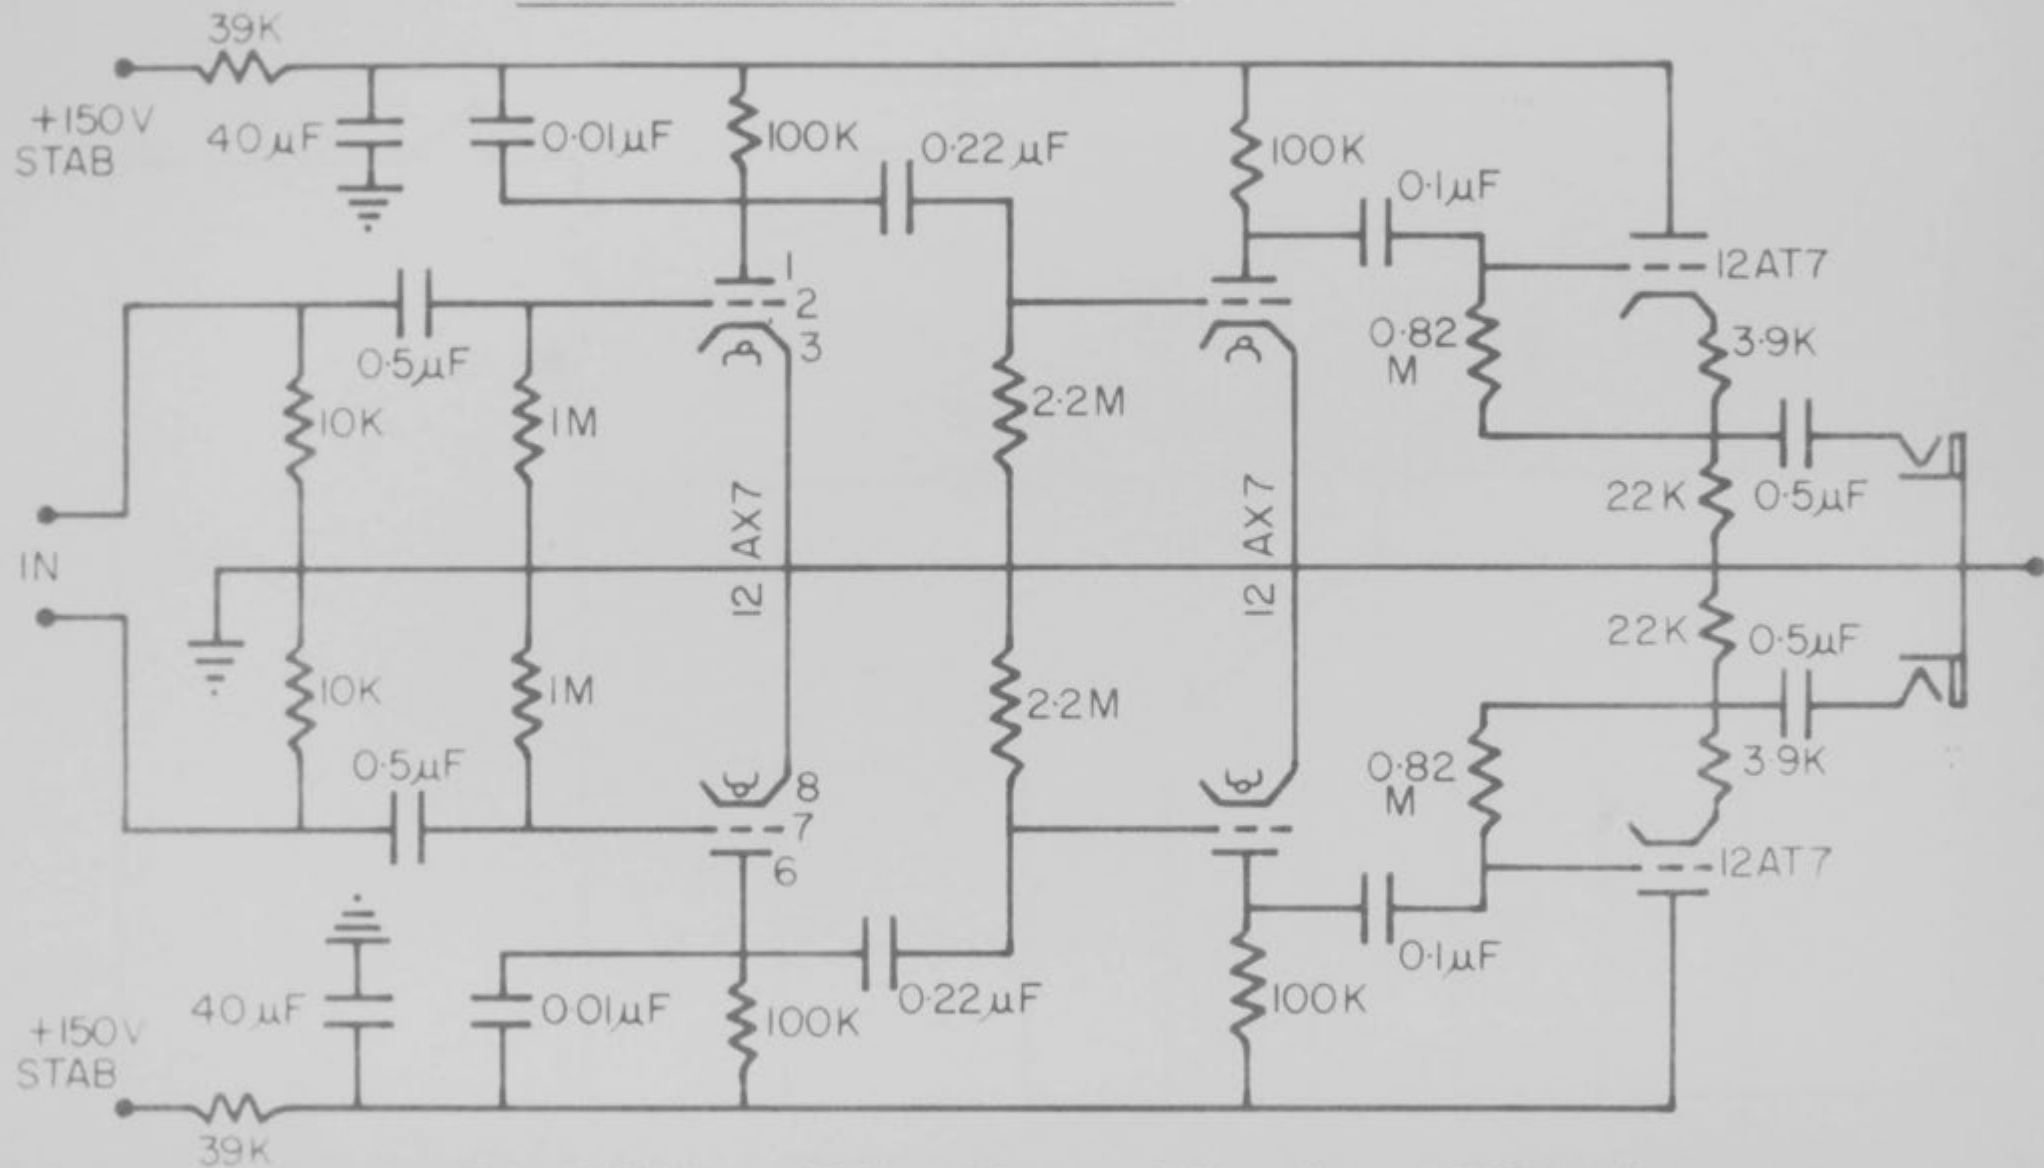 39K
+150V
STAB
40µF
0·01µF
100K
0·22µF
100K
0·1µF
12AT7
1
2
3
0·5µF
0·82
M
3·9K
10K
1M
2·2M
22K
0·5µF
IN
12 AX7
12 AX7
22K
0·5µF
10K
1M
2·2M
0·5µF
8
7
6
0·82
M
3·9K
12AT7
0·1µF
+150V
STAB
40µF
0·01µF
100K
0·22µF
100K
39K